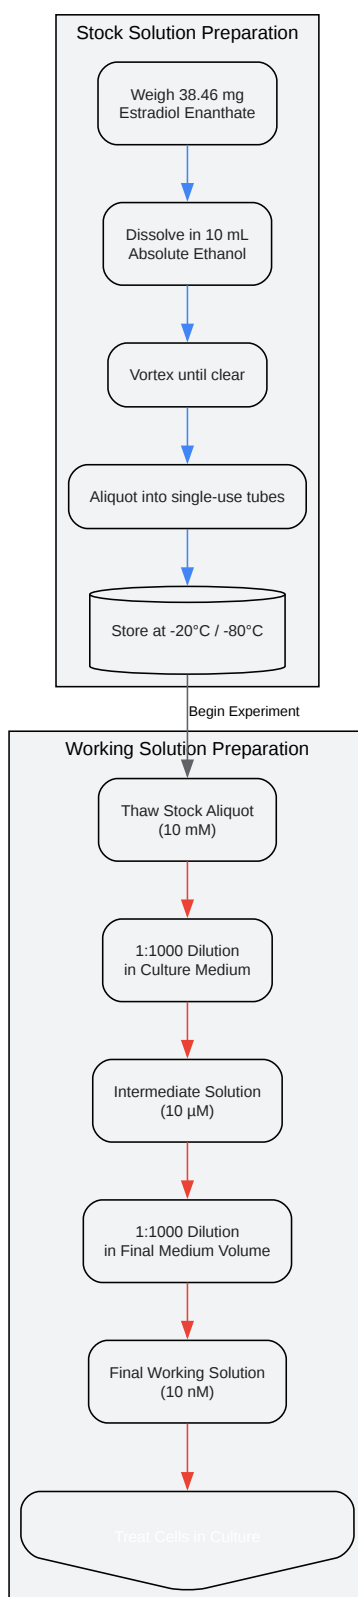 Stock Solution Preparation
Weigh 38.46 mg
Estradiol Enanthate
Dissolve in 10 mL
Absolute Ethanol
Vortex until clear
Aliquot into single-use tubes
Store at -20°C / -80°C
Begin Experiment
Working Solution Preparation
Thaw Stock Aliquot
(10 mM)
1:1000 Dilution
in Culture Medium
Intermediate Solution
(10 µM)
1:1000 Dilution
in Final Medium Volume
Final Working Solution
(10 nM)
Treat Cells in Culture